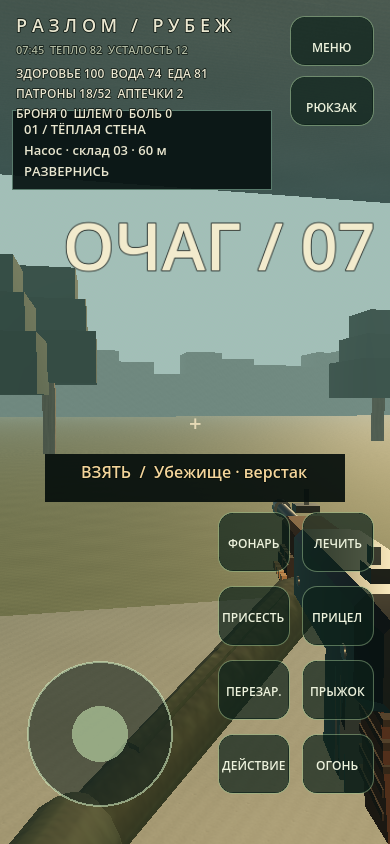 РАЗЛОМ / РУБЕЖ
07:45 ТЕПЛО 82 УСТАЛОСТЬ 12
ЗДОРОВЬЕ 100 ВОДА 74 ЕДА 81
ПАТРОНЫ 18/52 АПТЕЧКИ 2
БРОНЯ 0 ШЛЕМ 0 БОЛЬ 0
МЕНЮ
РЮКЗАК
01 / ТЁПЛАЯ СТЕНА
Насос · склад 03 · 60 м
РАЗВЕРНИСЬ
ОЧАГ / 07
+
ВЗЯТЬ / Убежище · верстак
ФОНАРЬ
ЛЕЧИТЬ
ПРИСЕСТЬ
ПРИЦЕЛ
ПЕРЕЗАР.
ПРЫЖОК
ДЕЙСТВИЕ
ОГОНЬ